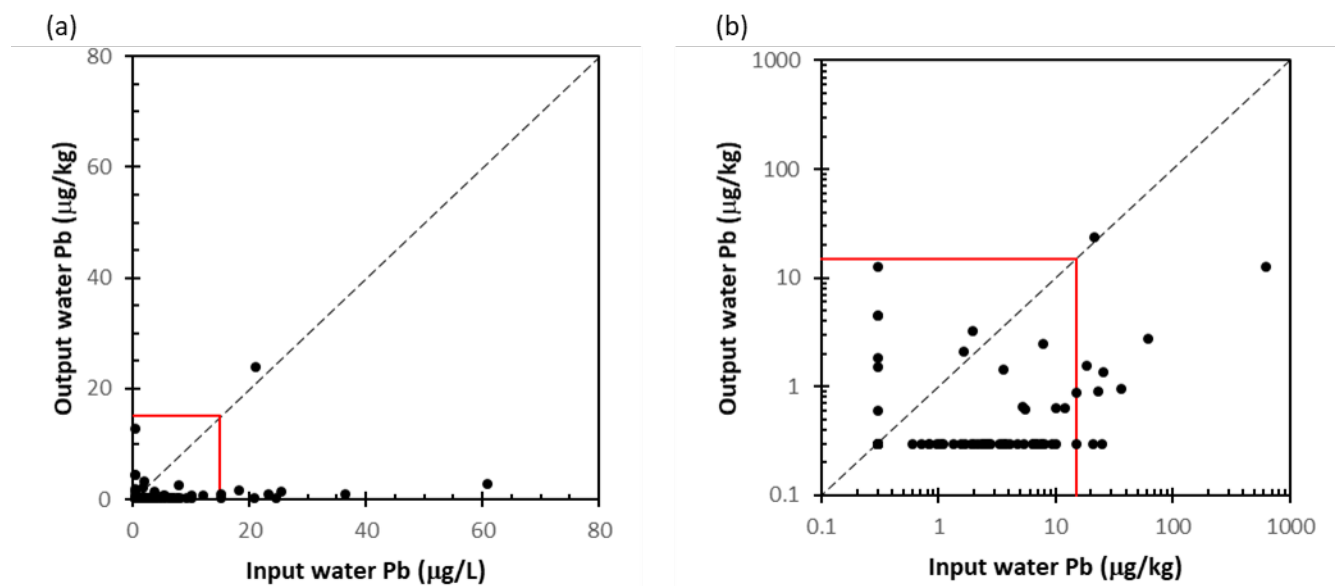 (a)
80
60
40
20
0
Output water Pb (µg/kg)
0 20 40 60 80
Input water Pb (µg/L)
(b)
1000
100
10
1
0.1
Output water Pb (µg/kg)
0.1 1 10 100 1000
Input water Pb (µg/kg)